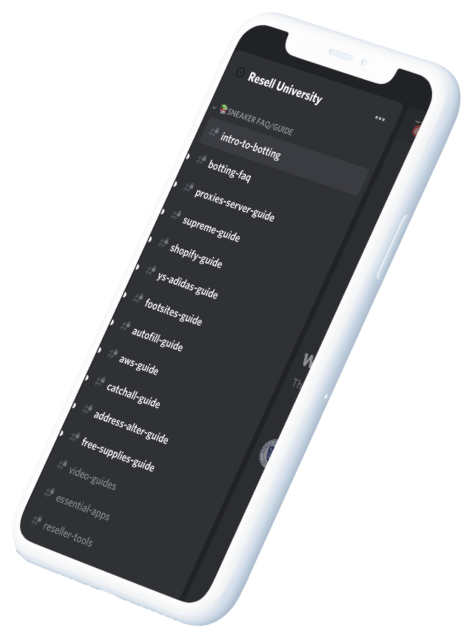 Resell University
SNEAKER FAQ/GUIDE
intro-to-botting
botting-faq
proxies-server-guide
supreme-guide
shopify-guide
ys-adidas-guide
footsites-guide
autofill-guide
aws-guide
catchall-guide
address-alter-guide
free-supplies-guide
video-guides
essential-apps
reseller-tools